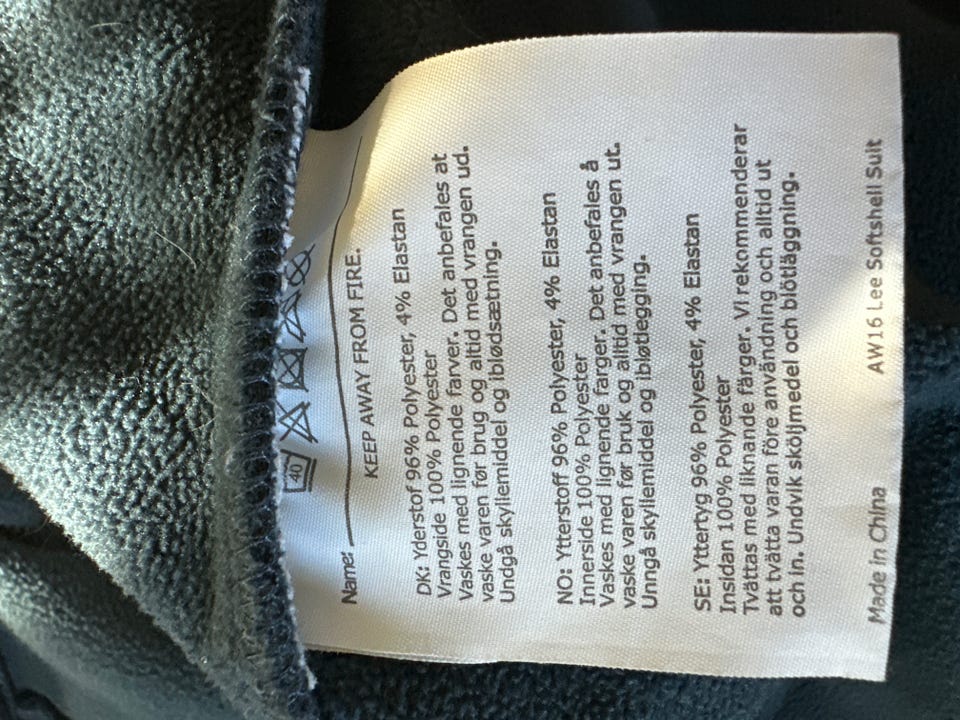 40
Name:
KEEP AWAY FROM FIRE.
DK: Yderstof 96% Polyester, 4% Elastan
Vrangside 100% Polyester
Vaskes med lignende farver. Det anbefales at
vaske varen før brug og altid med vrangen ud.
Undgå skyllemiddel og iblødsætning.
NO: Ytterstoff 96% Polyester, 4% Elastan
Innerside 100% Polyester
Vaskes med lignende farger. Det anbefales å
vaske varen før bruk og alltid med vrangen ut.
Unngå skyllemiddel og ibløtlegging.
SE: Yttertyg 96% Polyester, 4% Elastan
Insidan 100% Polyester
Tvättas med liknande färger. Vi rekommenderar
att tvätta varan före användning och alltid ut
och in. Undvik sköljmedel och blötläggning.
Made in China AW16 Lee Softshell Suit